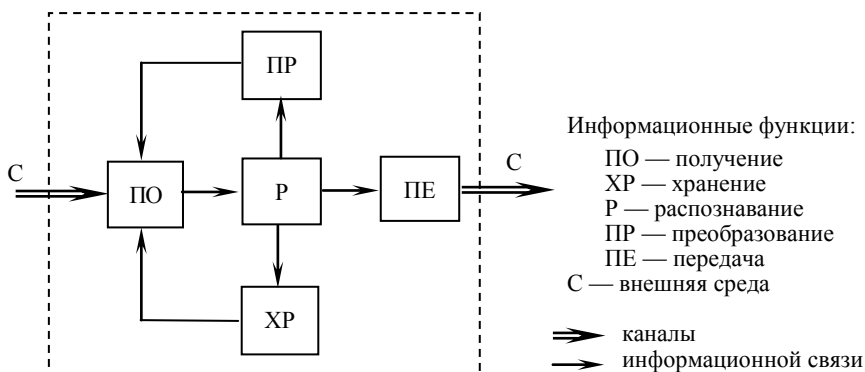 ПР
Информационные функции:
С
ПО
Р
ПЕ
С
ПО — получение
ХР — хранение
Р — распознавание
ПР — преобразование
ПЕ — передача
С — внешняя среда
ХР
каналы
информационной связи